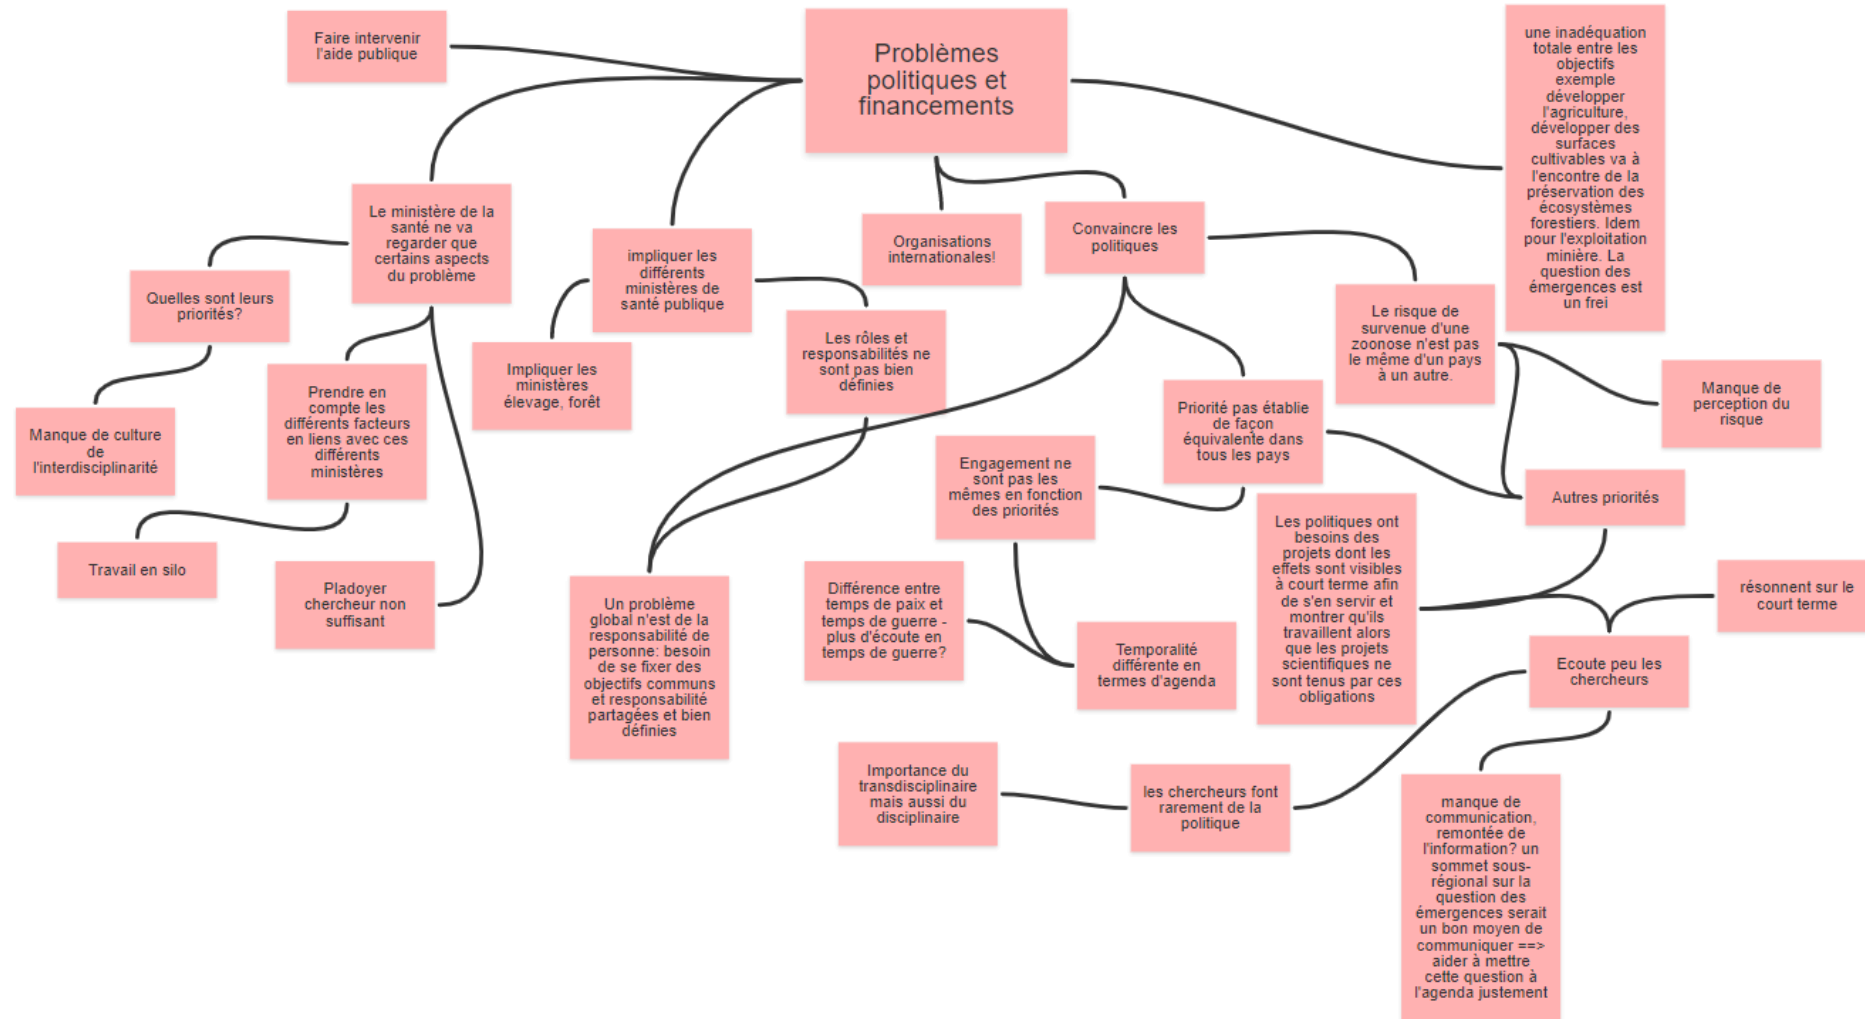 Problèmes
politiques et
financements
Faire intervenir
l'aide publique
une inadéquation
totale entre les
objectifs
exemple
développer
l'agriculture,
développer des
surfaces
cultivables va à
l'encontre de la
préservation des
écosystèmes
forestiers. Idem
pour l'exploitation
minière. La
question des
émergences est
un frei
Le ministère de la
santé ne va
regarder que
certains aspects
du problème
impliquer les
différents
ministères de
santé publique
Organisations
internationales!
Convaincre les
politiques
Quelles sont leurs
priorités?
Impliquer les
ministères
élevage, forêt
Les rôles et
responsabilités ne
sont pas bien
définies
Le risque de
survenue d'une
zoonose n'est pas
le même d'un pays
à un autre.
Manque de
perception du
risque
Manque de culture
de
l'interdisciplinarité
Prendre en
compte les
différents facteurs
en liens avec ces
différents
ministères
Priorité pas établie
de façon
équivalente dans
tous les pays
Engagement ne
sont pas les
mêmes en fonction
des priorités
Autres priorités
Les politiques ont
besoins des
projets dont les
effets sont visibles
à court terme afin
de s'en servir et
montrer qu'ils
travaillent alors
que les projets
scientifiques ne
sont tenus par ces
obligations
Travail en silo
Pladoyer
chercheur non
suffisant
Un problème
global n'est de la
responsabilité de
personne: besoin
de se fixer des
objectifs communs
et responsabilité
partagées et bien
définies
Différence entre
temps de paix et
temps de guerre -
plus d'écoute en
temps de guerre?
Temporalité
différente en
termes d'agenda
résonnent sur le
court terme
Ecoute peu les
chercheurs
Importance du
transdisciplinaire
mais aussi du
disciplinaire
les chercheurs font
rarement de la
politique
manque de
communication,
remontée de
l'information? un
sommet sous-
régional sur la
question des
émergences serait
un bon moyen de
communiquer ==>
aider à mettre
cette question à
l'agenda justement